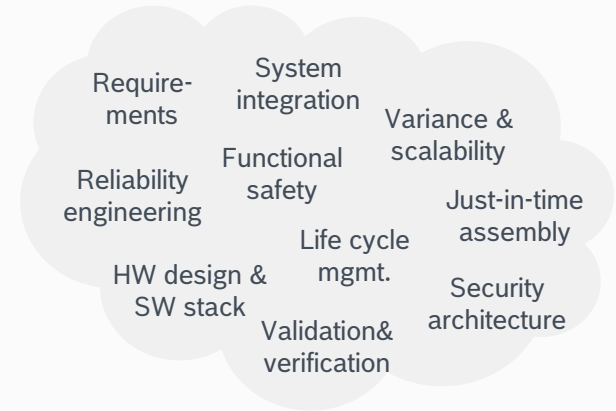 Require-
ments
System
integration
Variance &
scalability
Functional
safety
Reliability
engineering
Just-in-time
assembly
Life cycle
mgmt.
HW design &
SW stack
Security
architecture
Validation&
verification